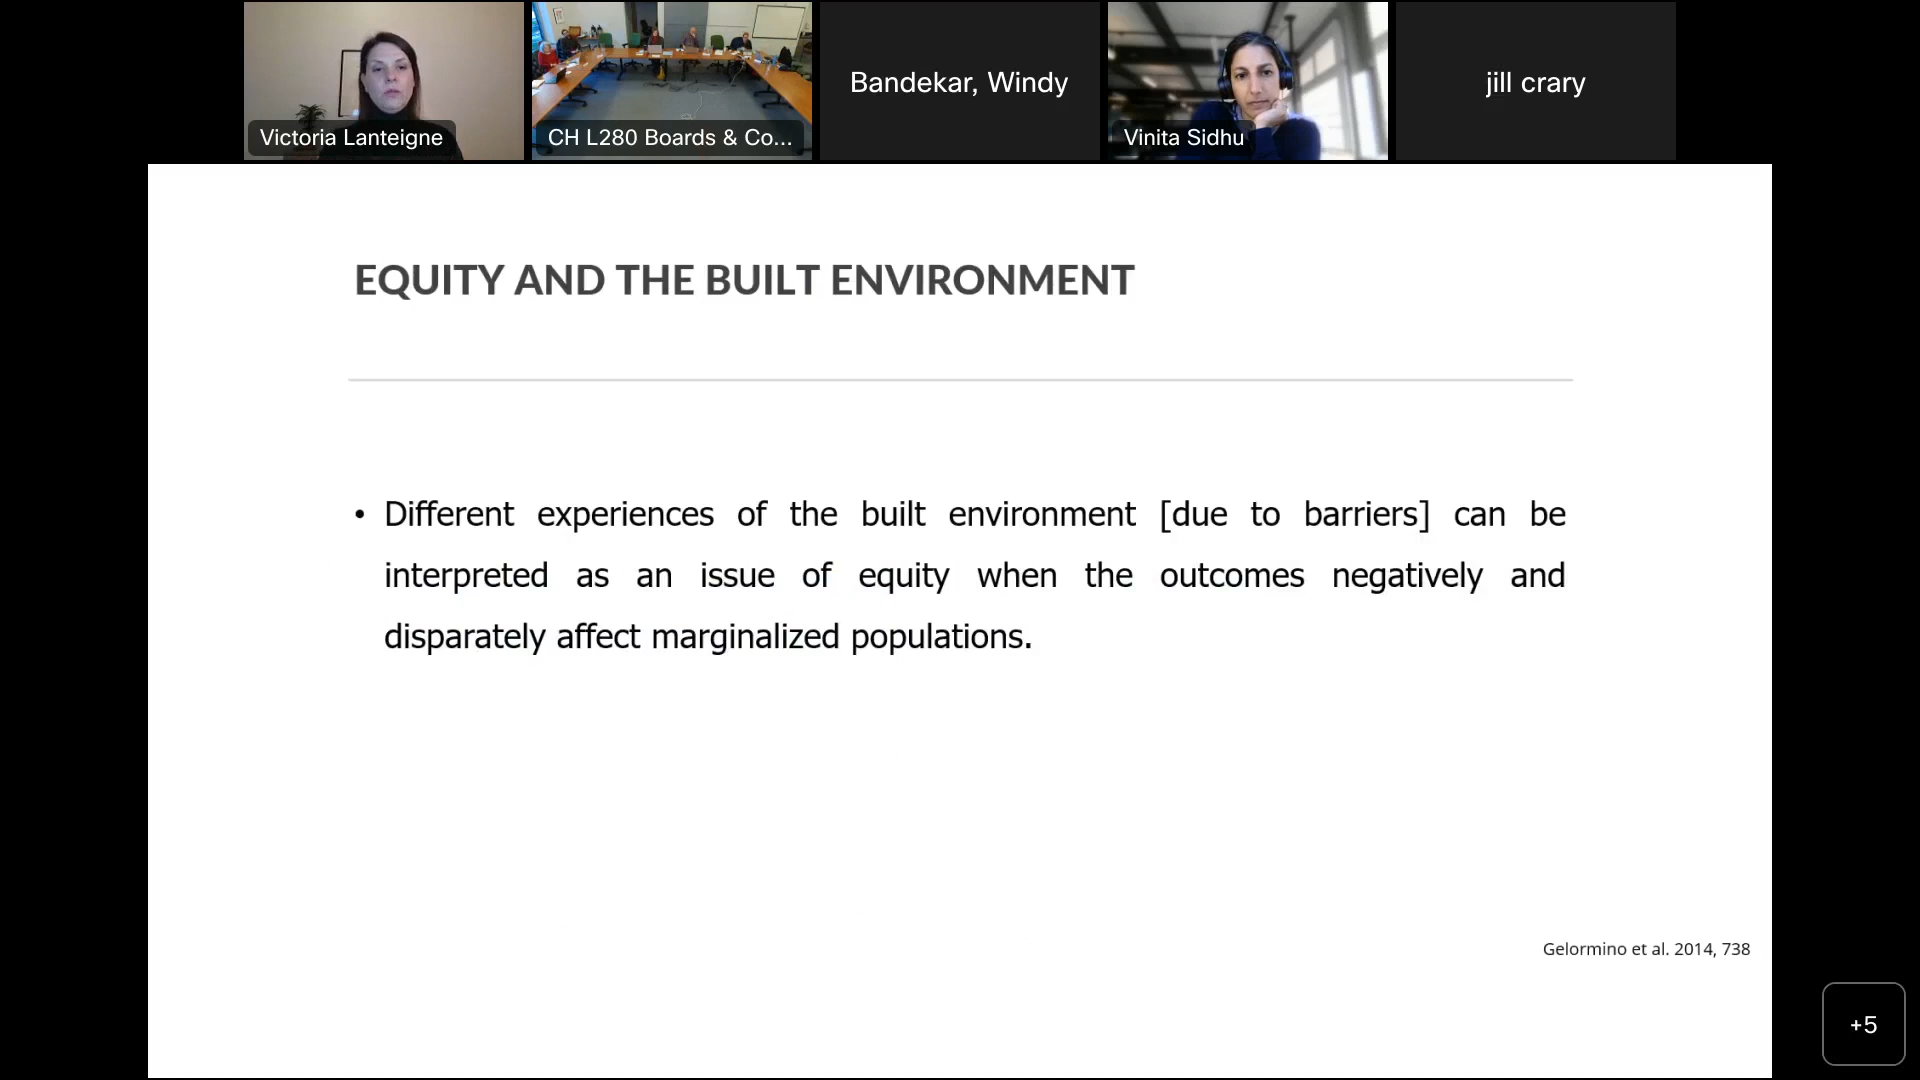 Victoria Lanteigne
CH L280 Boards & Co...
Bandekar, Windy
Vinita Sidhu
jill crary
EQUITY AND THE BUILT ENVIRONMENT
• Different experiences of the built environment [due to barriers] can be
interpreted as an issue of equity when the outcomes negatively and
disparately affect marginalized populations.
Gelormino et al. 2014, 738
+5